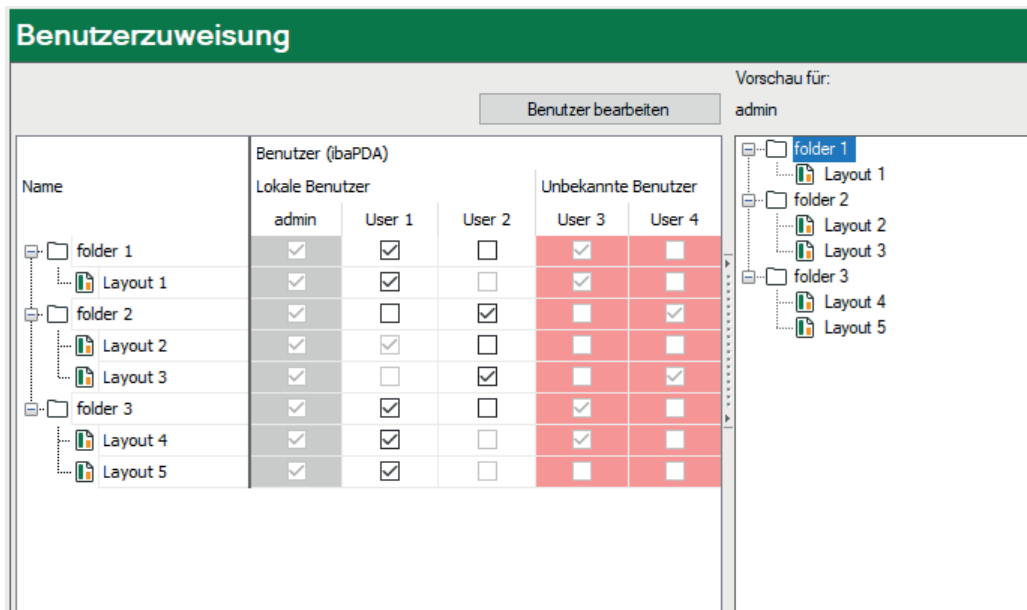 Benutzerzuweisung
Vorschau für:
Benutzer bearbeiten
admin
Name
Benutzer (ibaPDA)
Lokale Benutzer
Unbekannte Benutzer
admin
User 1
User 2
User 3
User 4
folder 1
Layout 1
folder 2
Layout 2
Layout 3
folder 3
Layout 4
Layout 5
folder 1
Layout 1
folder 2
Layout 2
Layout 3
folder 3
Layout 4
Layout 5